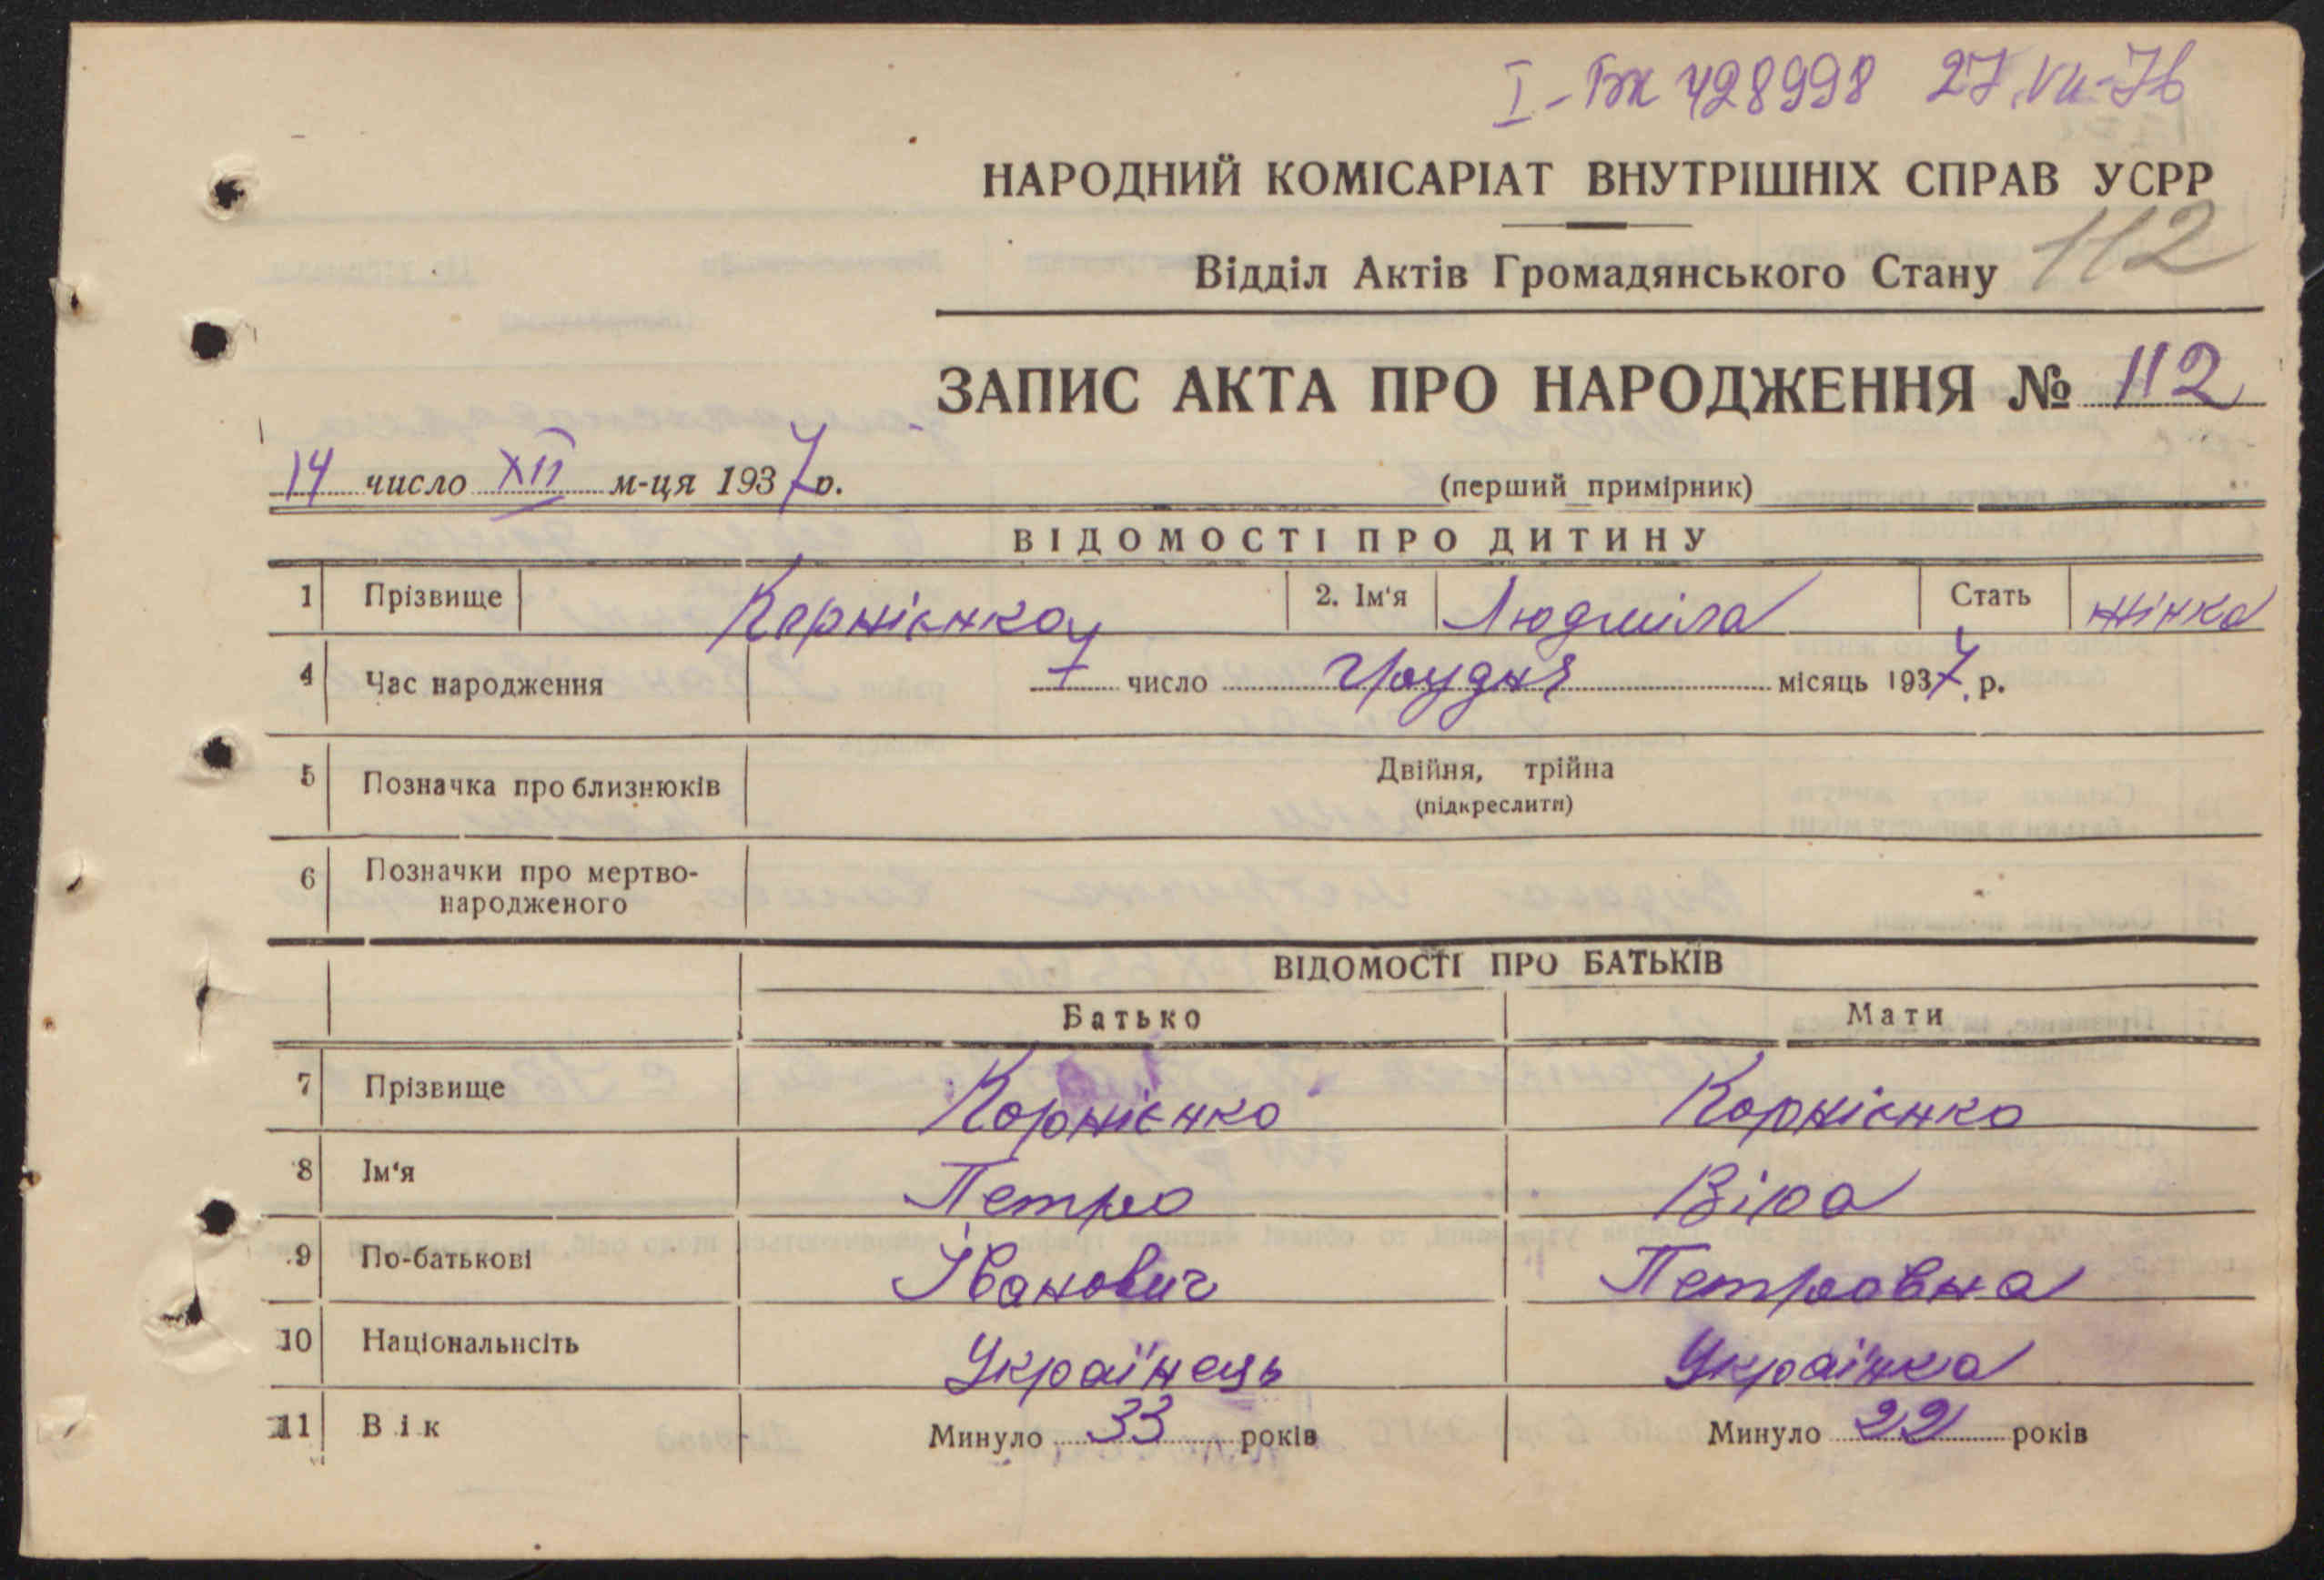 I-БЖ 428998 27.VII-76
НАРОДНИЙ КОМІСАРІАТ ВНУТРІШНІХ СПРАВ УСРР
Відділ Актів Громадянського Стану 112
ЗАПИС АКТА ПРО НАРОДЖЕННЯ № 112
14 число XII м-ця 1937 р.
(перший примірник)
ВІДОМОСТІ ПРО ДИТИНУ
1 Прізвище Корнієнко 2. Ім'я Людміла Стать жінка
4 Час народження 7 число Грудня місяць 1937 р.
5 Позначка про близнюків Двійня, трійна
(підкреслити)
6 Позначки про мертво-
народженого
ВІДОМОСТІ ПРО БАТЬКІВ
Батько Мати
7 Прізвище Корнієнко Корнієнко
8 Ім'я Петро Віра
9 По-батькові Іванович Петровна
10 Національнсіть Українець Українка
11 Вік Минуло 33 років Минуло 22 років